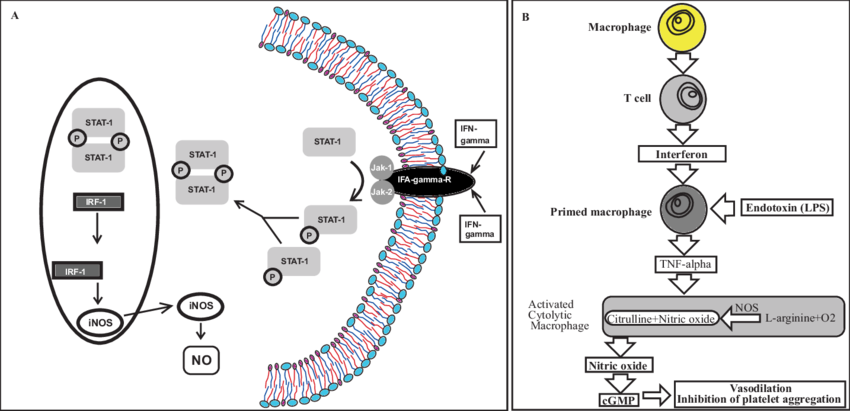 A
STAT-1
P
P
STAT-1
IRF-1
IRF-1
iNOS
iNOS
NO
STAT-1
P
P
STAT-1
STAT-1
Jak-1
IFA-gamma-R
Jak-2
IFN-
gamma
IFN-
gamma
STAT-1
P
STAT-1
P
B
Macrophage
T cell
Interferon
Primed macrophage
Endotoxin (LPS)
TNF-alpha
Activated
Cytolytic
Macrophage
Citrulline+Nitric oxide
NOS
L-arginine+O2
Nitric oxide
cGMP
Vasodilation
Inhibition of platelet aggregation